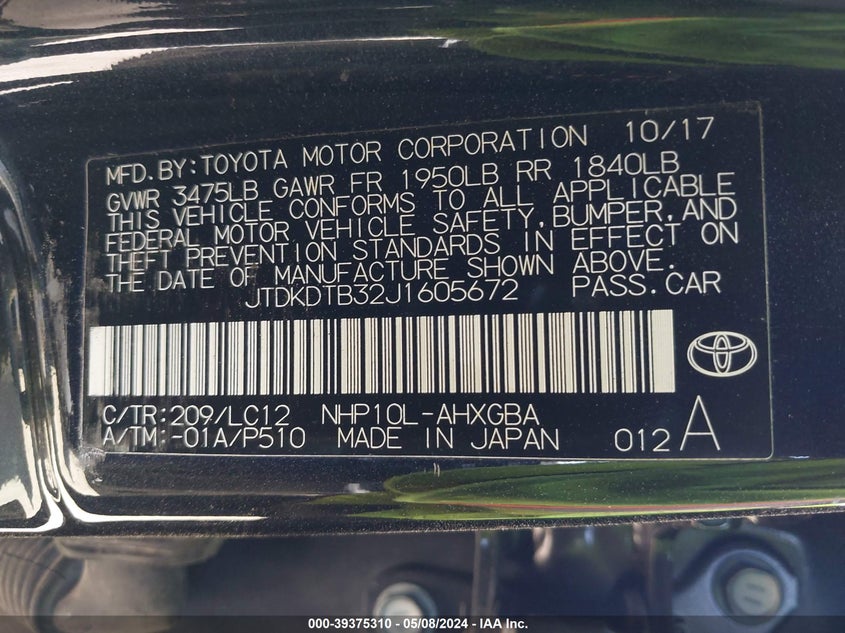 MFD.BY:TOYOTA MOTOR CORPORATION 10/17
GVWR 3475LB GAWR FR 1950LB RR 1840LB
THIS VEHICLE CONFORMS TO ALL APPLICABLE
FEDERAL MOTOR VEHICLE SAFETY,BUMPER,AND
THEFT PREVENTION STANDARDS IN EFFECT ON
THE DATE OF MANUFACTURE SHOWN ABOVE.
JTDKDTB32J1605672 PASS.CAR
C/TR:209/LC12 NHP10L-AHXGBA
A/TM:-01A/P510 MADE IN JAPAN 012 A
000-39375310 - 05/08/2024 - IAA Inc.